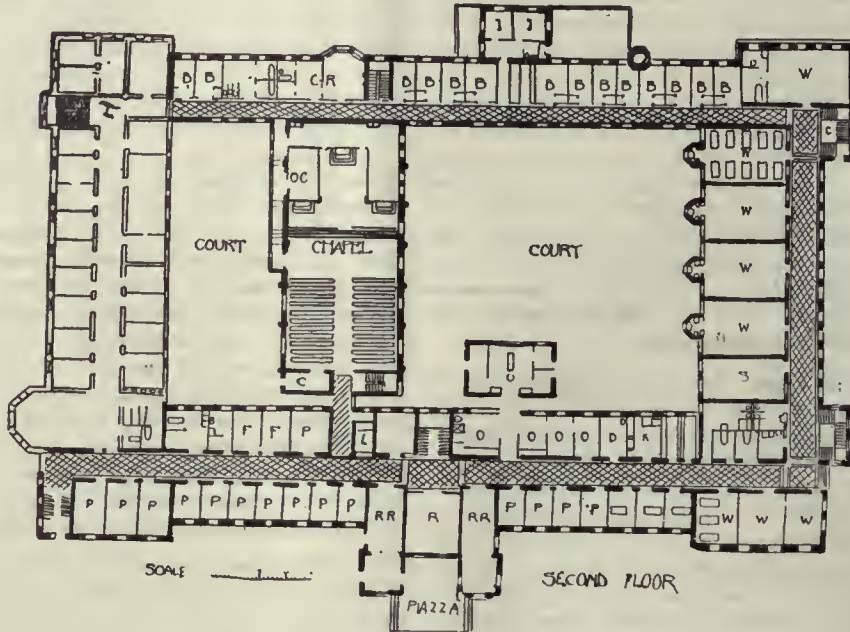 B B C R B B B B B B B B B B B W
C
W
OC
COURT CHAPEL COURT
W
W
W
S
C
F F P L O O O O D K
P P P P P P P P P P RR R RR P P P P W W W
SCALE
SECOND FLOOR
PIAZZA